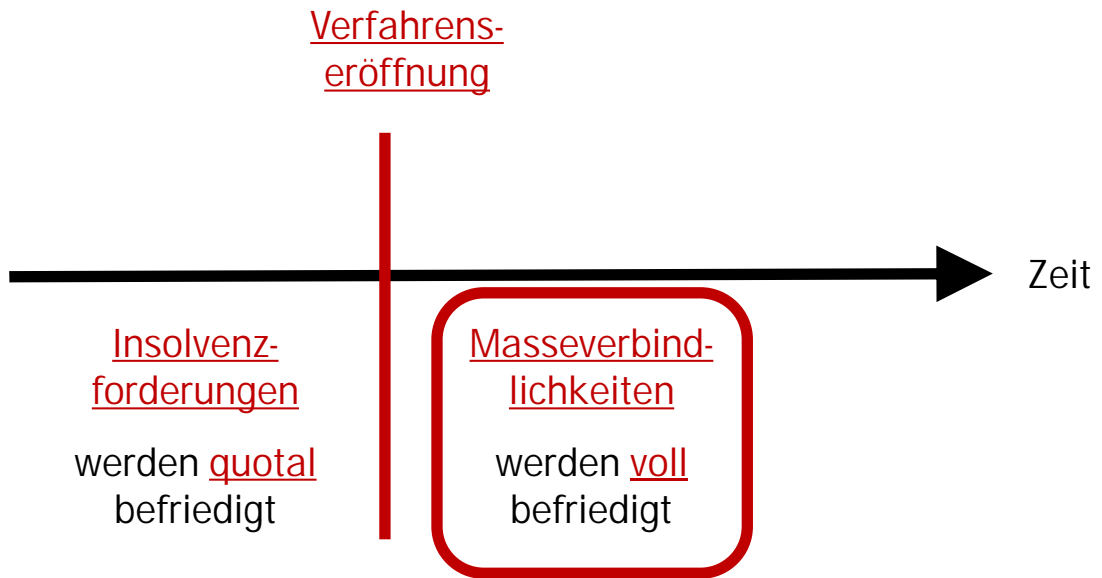 Verfahrens-
eröffnung
Zeit
Insolvenz-
forderungen
werden quotal
befriedigt
Masseverbind-
lichkeiten
werden voll
befriedigt